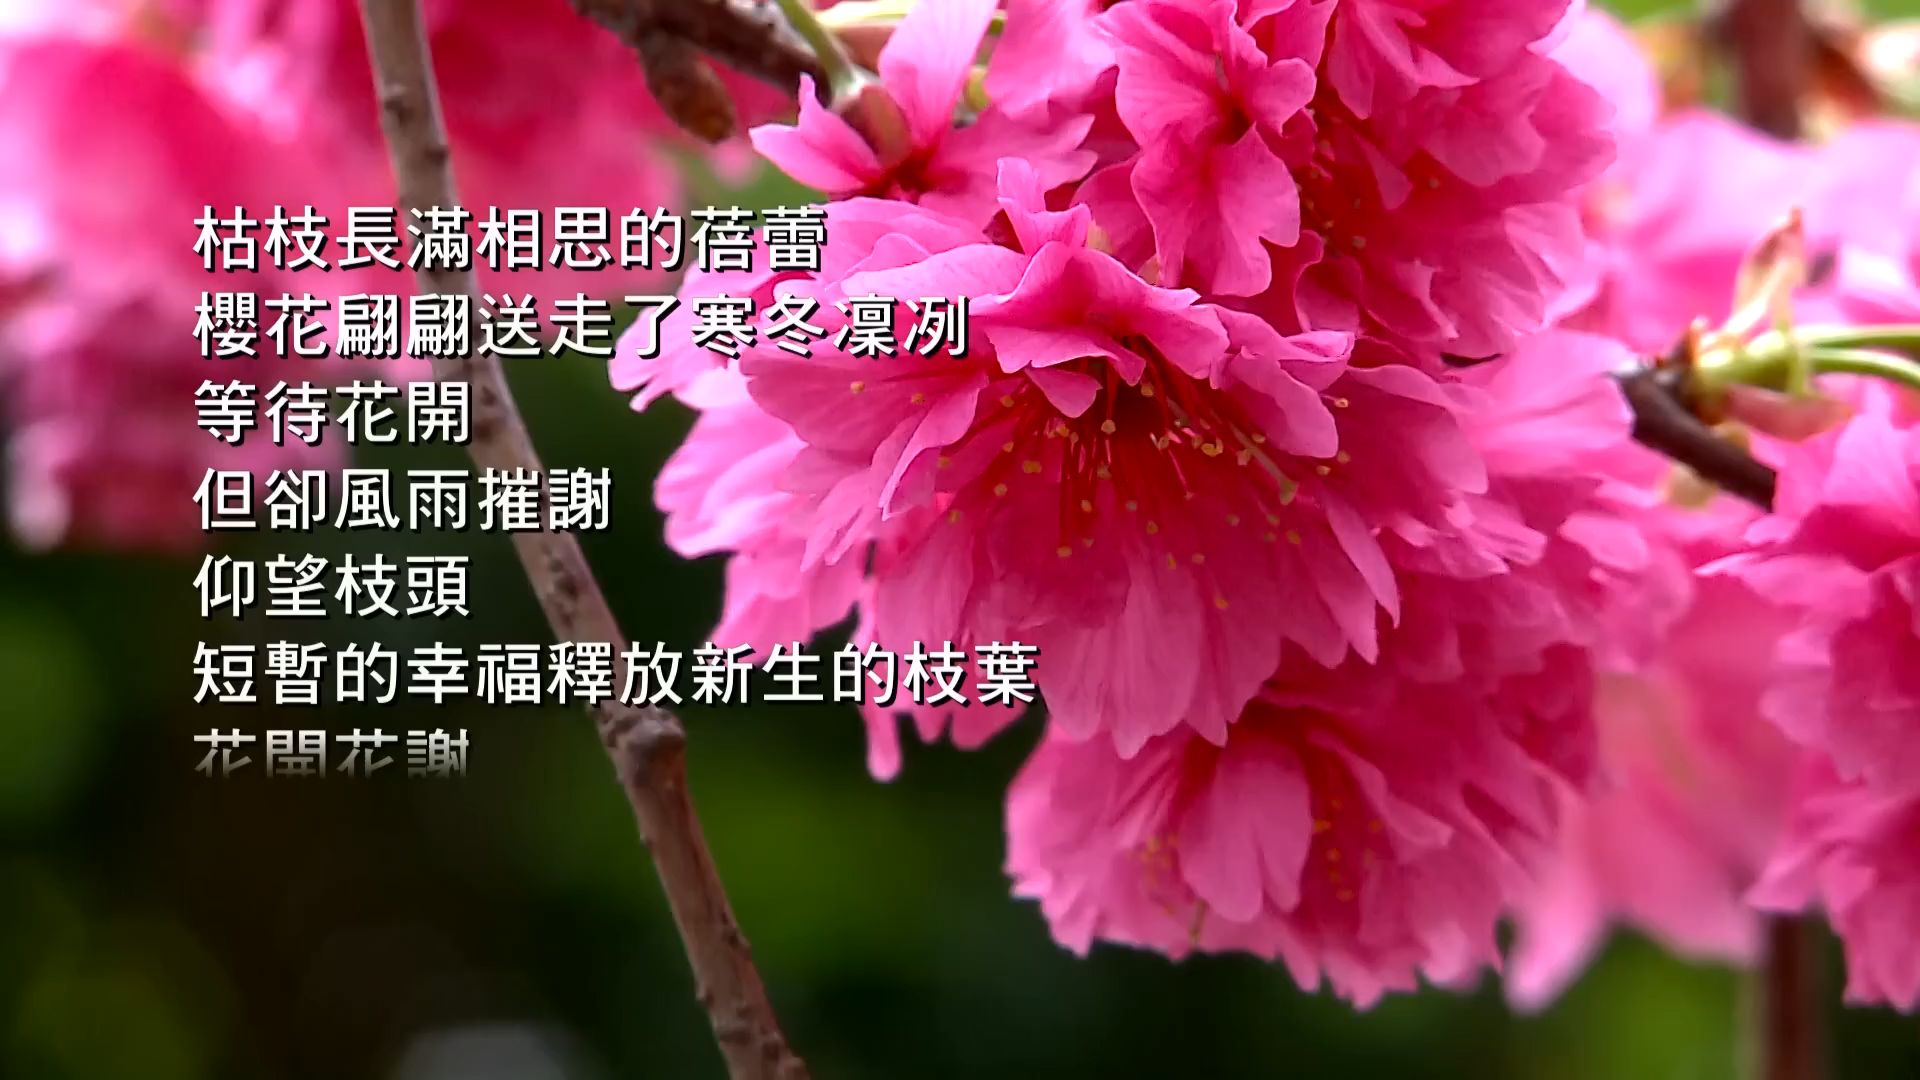 枯枝長滿相思的蓓蕾
櫻花翩翩送走了寒冬凜冽
等待花開
但卻風雨摧謝
仰望枝頭
短暫的幸福釋放新生的枝葉
花開花謝